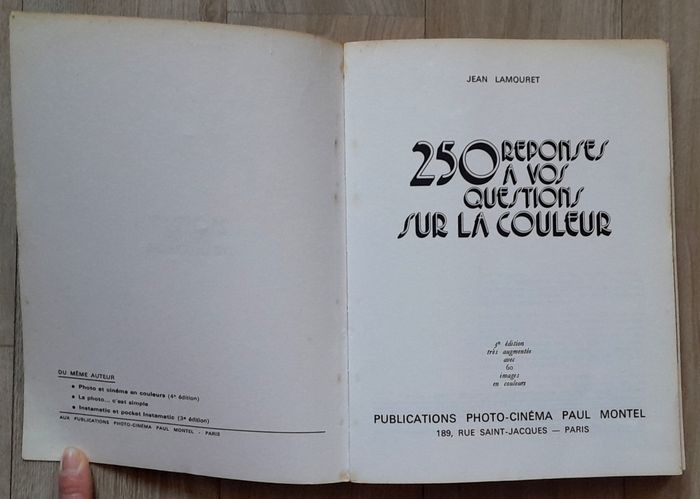 DU MÊME AUTEUR
• Photo et cinéma en couleurs (4e édition)
• La photo... c'est simple
• Instamatic et pocket Instamatic (3e édition)
AUX PUBLICATIONS PHOTO-CINÉMA PAUL MONTEL - PARIS
JEAN LAMOURET
250 REPONSES
A VOS
QUESTIONS
SUR LA COULEUR
5e édition
très augmentée
avec
60
images
en couleurs
PUBLICATIONS PHOTO-CINÉMA PAUL MONTEL
189, RUE SAINT-JACQUES — PARIS